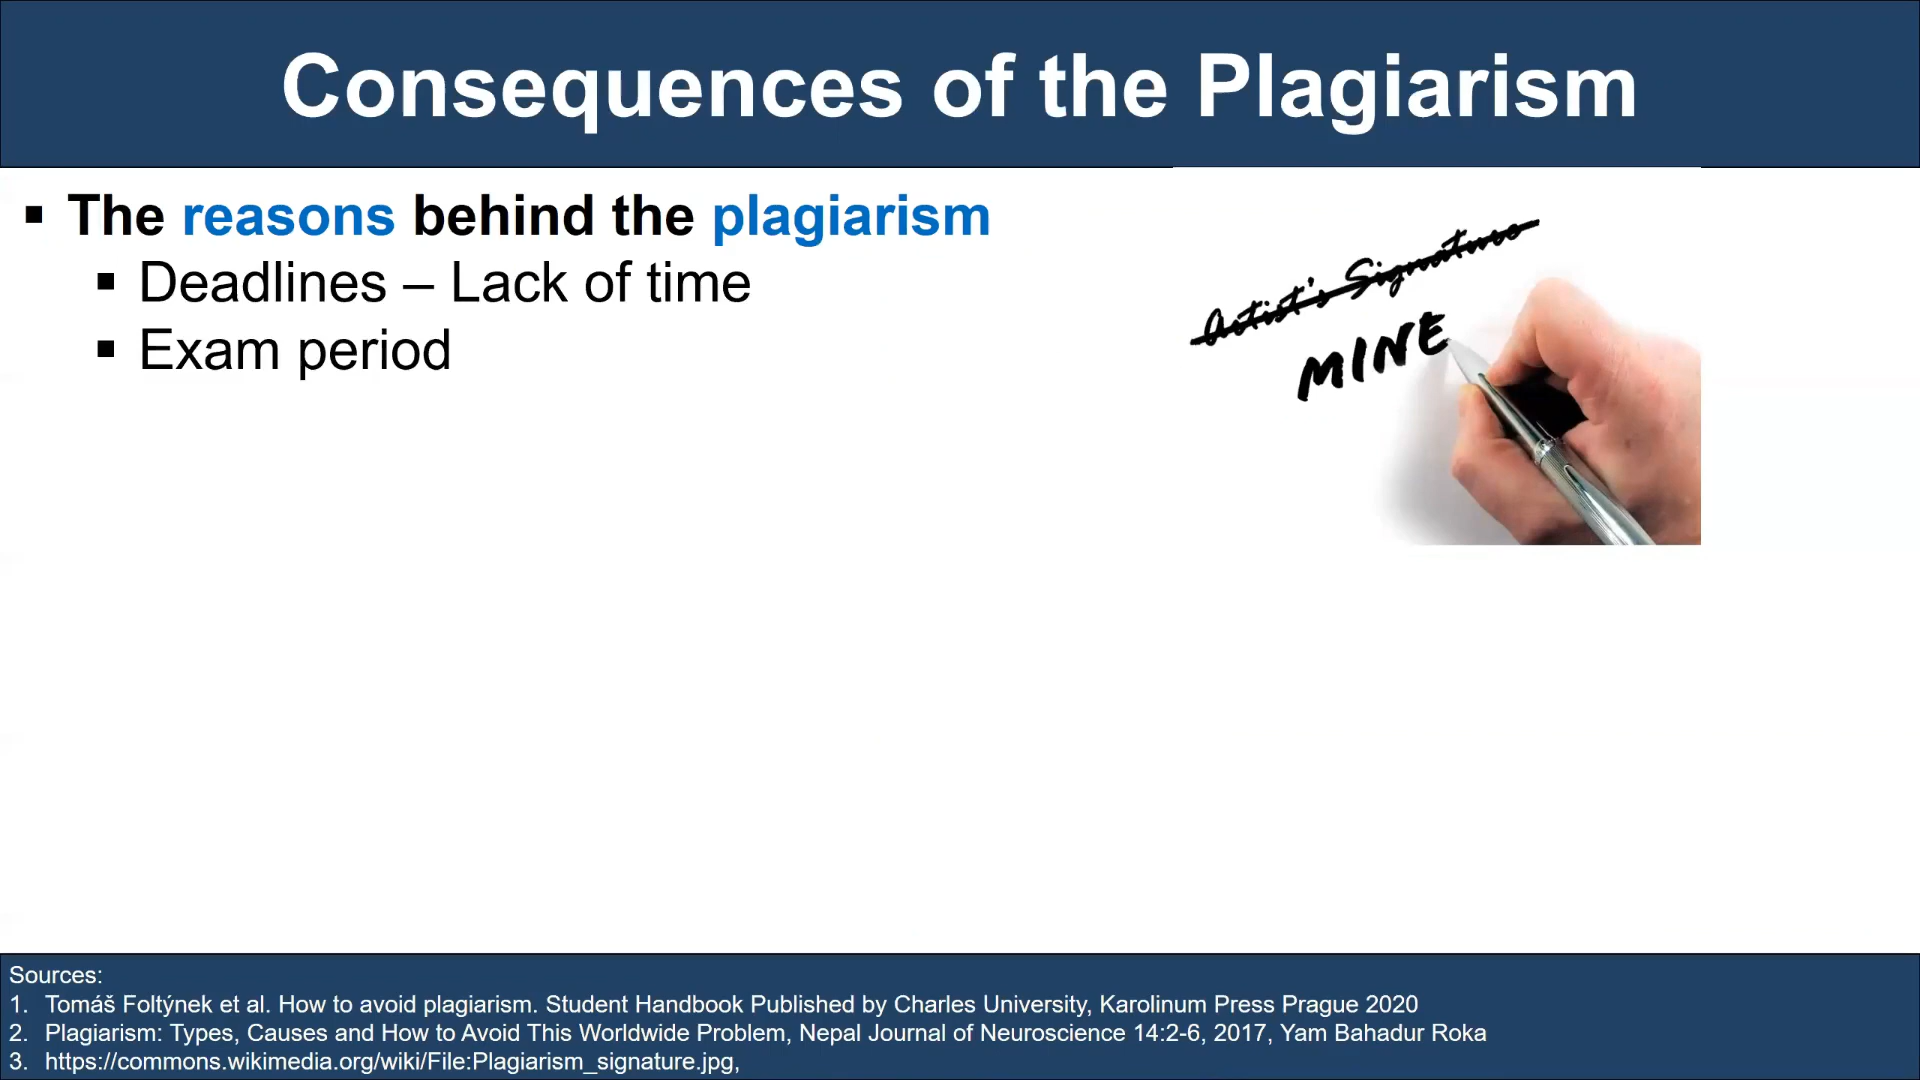 Consequences of the Plagiarism
▪ The reasons behind the plagiarism
▪ Deadlines – Lack of time
▪ Exam period
Artist's Signature
MINE
Sources:
1. Tomáš Foltýnek et al. How to avoid plagiarism. Student Handbook Published by Charles University, Karolinum Press Prague 2020
2. Plagiarism: Types, Causes and How to Avoid This Worldwide Problem, Nepal Journal of Neuroscience 14:2-6, 2017, Yam Bahadur Roka
3. https://commons.wikimedia.org/wiki/File:Plagiarism_signature.jpg,